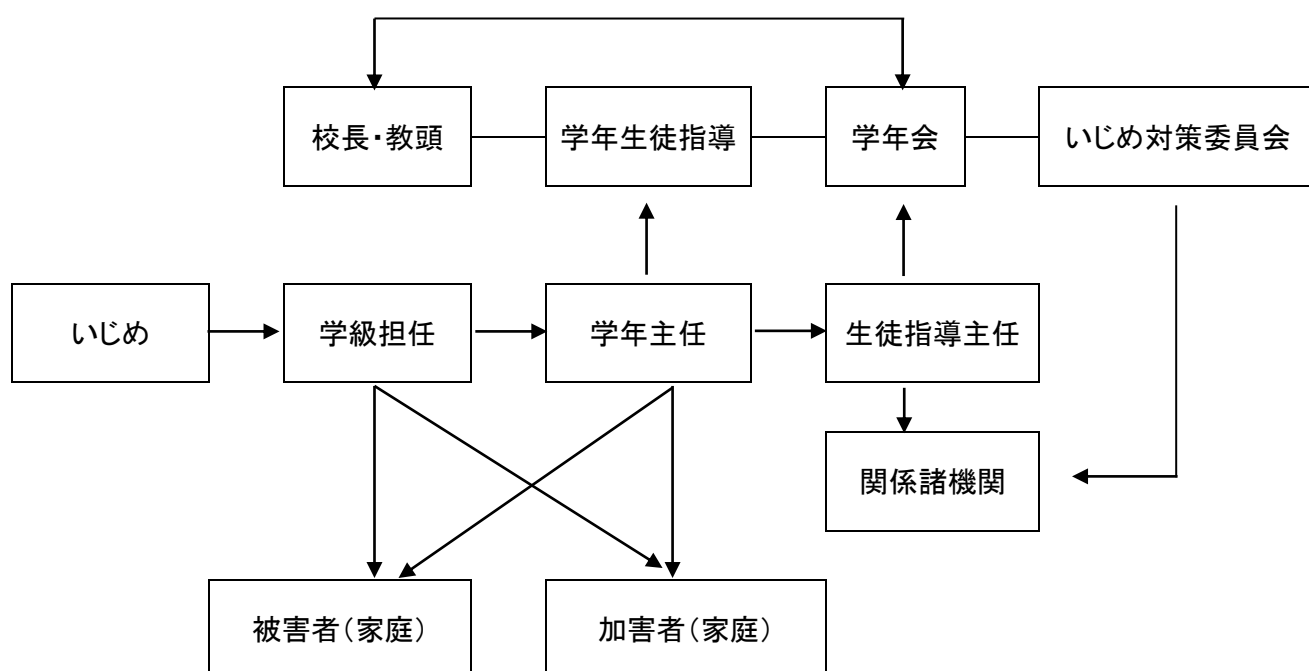 校長・教頭
学年生徒指導
学年会
いじめ対策委員会
いじめ
学級担任
学年主任
生徒指導主任
関係諸機関
被害者（家庭）
加害者（家庭）